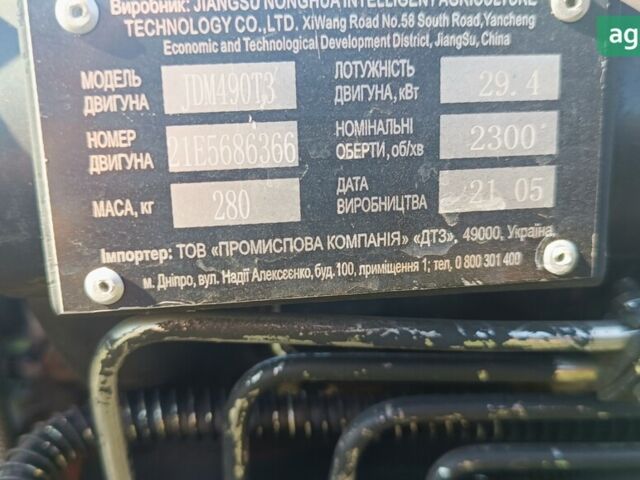 Виробник: JIANGSU NONGHUA INTELLIGENT AGRICULTURE
TECHNOLOGY CO.,LTD. XiWang Road No.58 South Road,Yancheng
Economic and Technological Development District, JiangSu, China
МОДЕЛЬ ДВИГУНА JDM490T3
ЛОТУЖНІСТЬ ДВИГУНА, кВт 29.4
НОМЕР ДВИГУНА 21E5686366
НОМІНАЛЬНІ ОБЕРТИ, об/хв 2300
МАСА, кг 280
ДАТА ВИРОБНИЦТВА 21 05
Імпортер: ТОВ «ПРОМИСЛОВА КОМПАНІЯ» «ДТЗ», 49000, Україна,
м. Дніпро, вул. Надії Алексєєнко, буд. 100, приміщення 1; тел. 0 800 301 400
ag